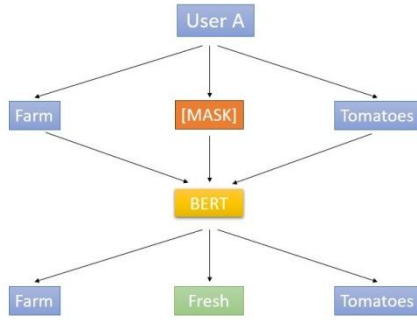 User A
Farm
[MASK]
Tomatoes
BERT
Farm
Fresh
Tomatoes